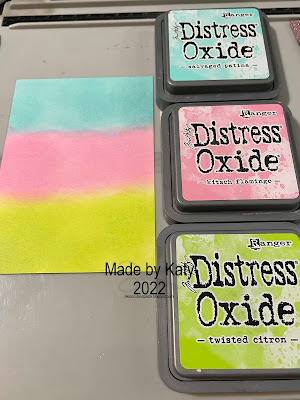 Ranger
Distress
Oxide
- salvaged patina -
Ranger
Distress
Oxide
- kitsch flamingo -
Made by Katy
2022
Ranger
Distress
Oxide
- twisted citron -